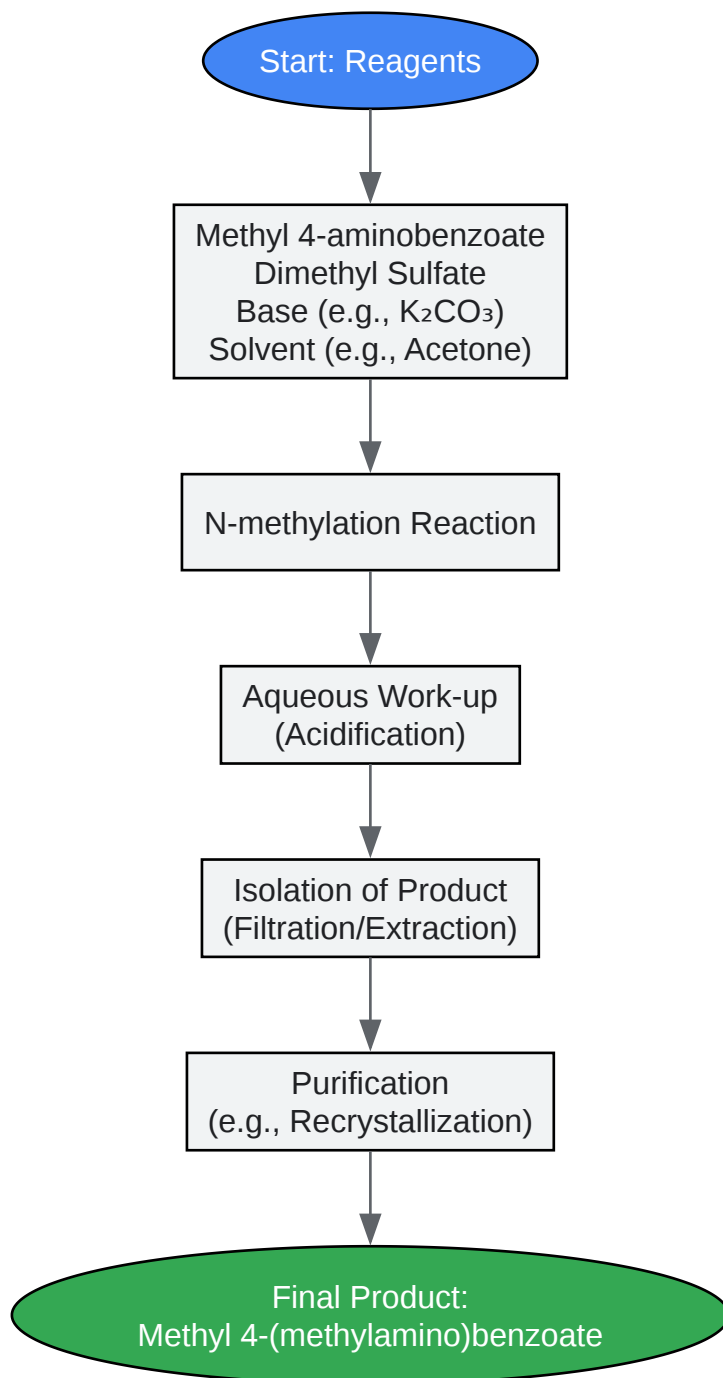 Start: Reagents
Methyl 4-aminobenzoate
Dimethyl Sulfate
Base (e.g., K₂CO₃)
Solvent (e.g., Acetone)
N-methylation Reaction
Aqueous Work-up
(Acidification)
Isolation of Product
(Filtration/Extraction)
Purification
(e.g., Recrystallization)
Final Product:
Methyl 4-(methylamino)benzoate